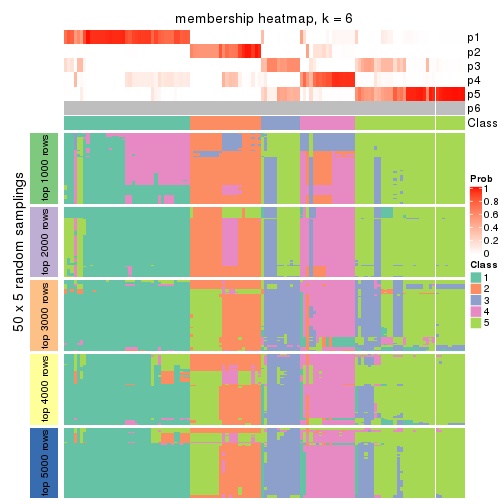 membership heatmap, k = 6
p1
p2
p3
p4
p5
p6
Class
50 x 5 random samplings
top 1000 rows
top 2000 rows
top 3000 rows
top 4000 rows
top 5000 rows
Prob
1
0.8
0.6
0.4
0.2
0
Class
1
2
3
4
5